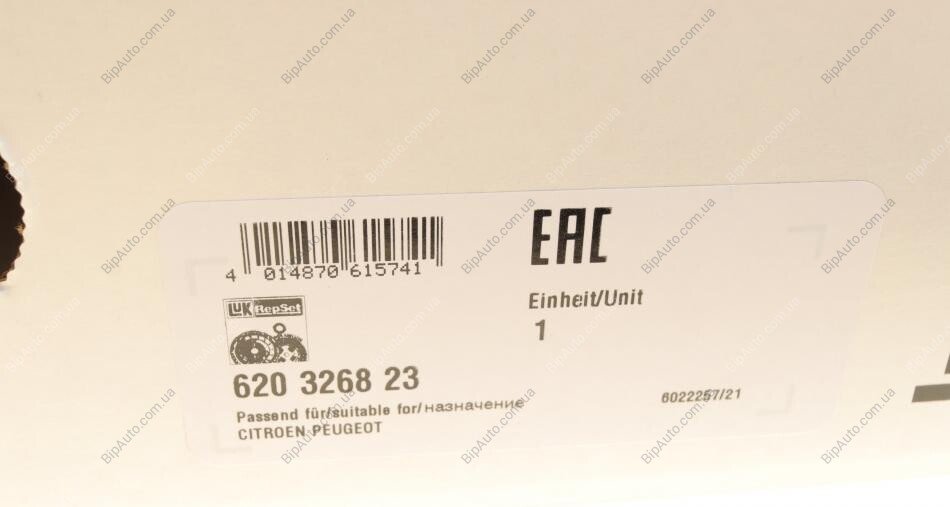 4 014870 615741
EAC
LUK RepSet
Einheit/Unit
1
620 3268 23
Passend für/suitable for/назначение
CITROEN,PEUGEOT
6022257/21
BipAuto.com.ua